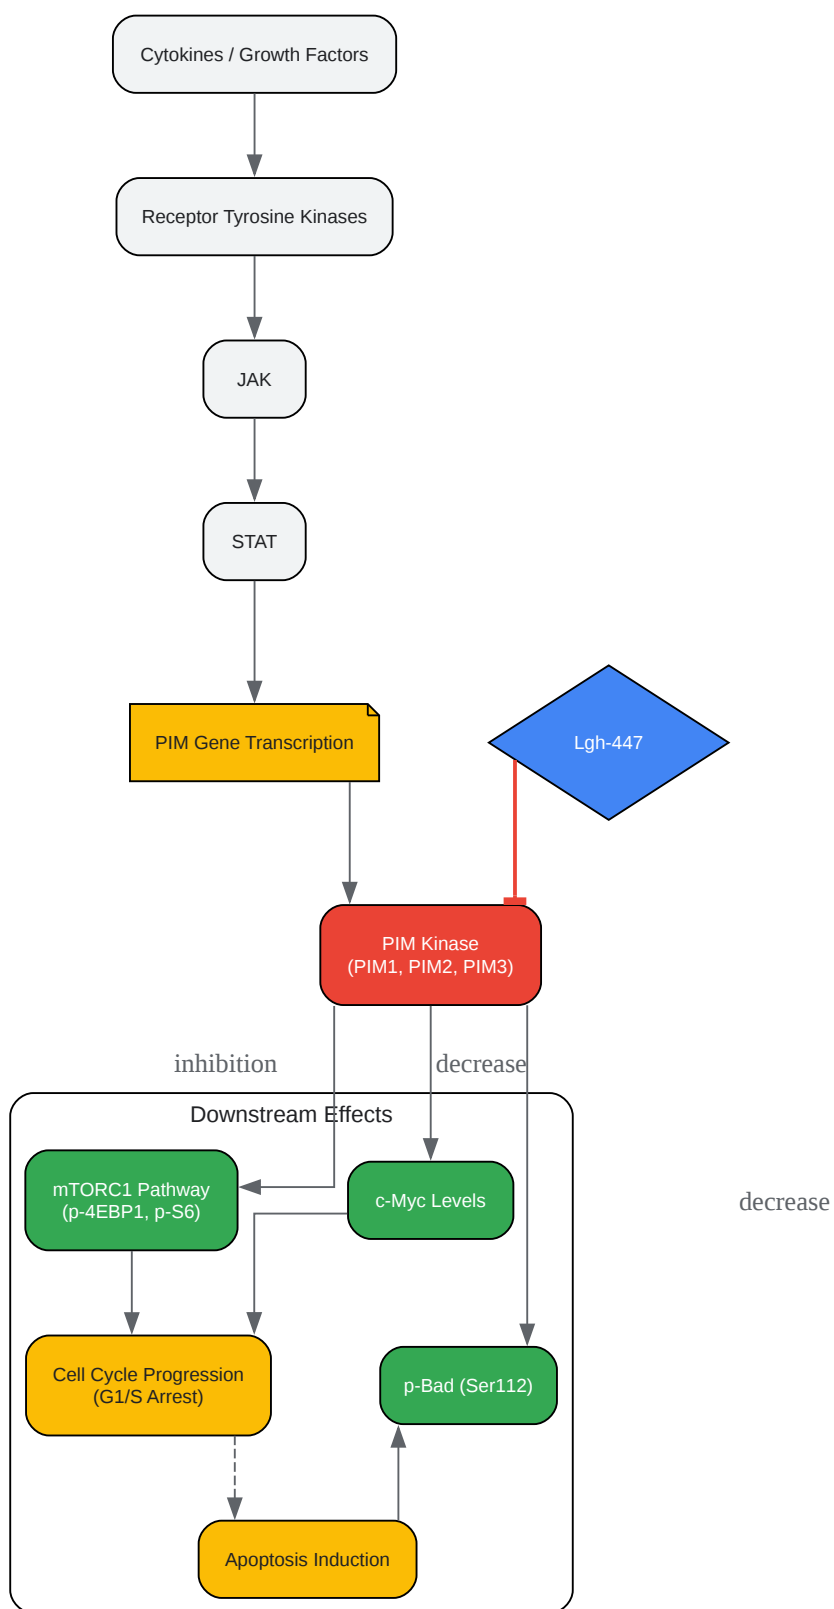 Cytokines / Growth Factors
Receptor Tyrosine Kinases
JAK
STAT
PIM Gene Transcription
Lgh-447
PIM Kinase
(PIM1, PIM2, PIM3)
inhibition
decrease
Downstream Effects
mTORC1 Pathway
(p-4EBP1, p-S6)
c-Myc Levels
decrease
Cell Cycle Progression
(G1/S Arrest)
p-Bad (Ser112)
Apoptosis Induction